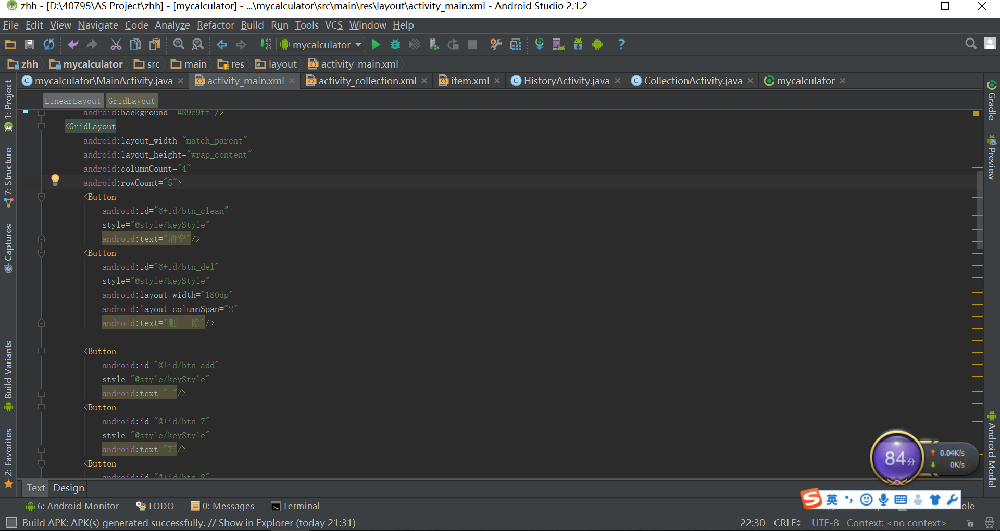 zhh - [D:\40795\AS Project\zhh] - [mycalculator] - ...\mycalculator\src\main\res\layout\activity_main.xml - Android Studio 2.1.2
File Edit View Navigate Code Analyze Refactor Build Run Tools VCS Window Help
mycalculator
zhh mycalculator src main res layout activity_main.xml
mycalculator\MainActivity.java activity_main.xml activity_collection.xml item.xml HistoryActivity.java CollectionActivity.java mycalculator
LinearLayout GridLayout
android:background="#89e9ff"/>
<GridLayout
android:layout_width="match_parent"
android:layout_height="wrap_content"
android:columnCount="4"
android:rowCount="5">
<Button
android:id="@+id/btn_clean"
style="@style/keyStyle"
android:text="清空"/>
<Button
android:id="@+id/btn_del"
style="@style/keyStyle"
android:layout_width="180dp"
android:layout_columnSpan="2"
android:text="删   除"/>
<Button
android:id="@+id/btn_add"
style="@style/keyStyle"
android:text="+"/>
<Button
android:id="@+id/btn_7"
style="@style/keyStyle"
android:text="7"/>
<Button
android:id="@+id/btn_8"
1: Project
7: Structure
Captures
Build Variants
2: Favorites
Gradle
Preview
Android Model
84分
0.04K/s
0K/s
英
Text Design
6: Android Monitor TODO 0: Messages Terminal
Build APK: APK(s) generated successfully. // Show in Explorer (today 21:31) 22:30 CRLF UTF-8 Context: <no context>